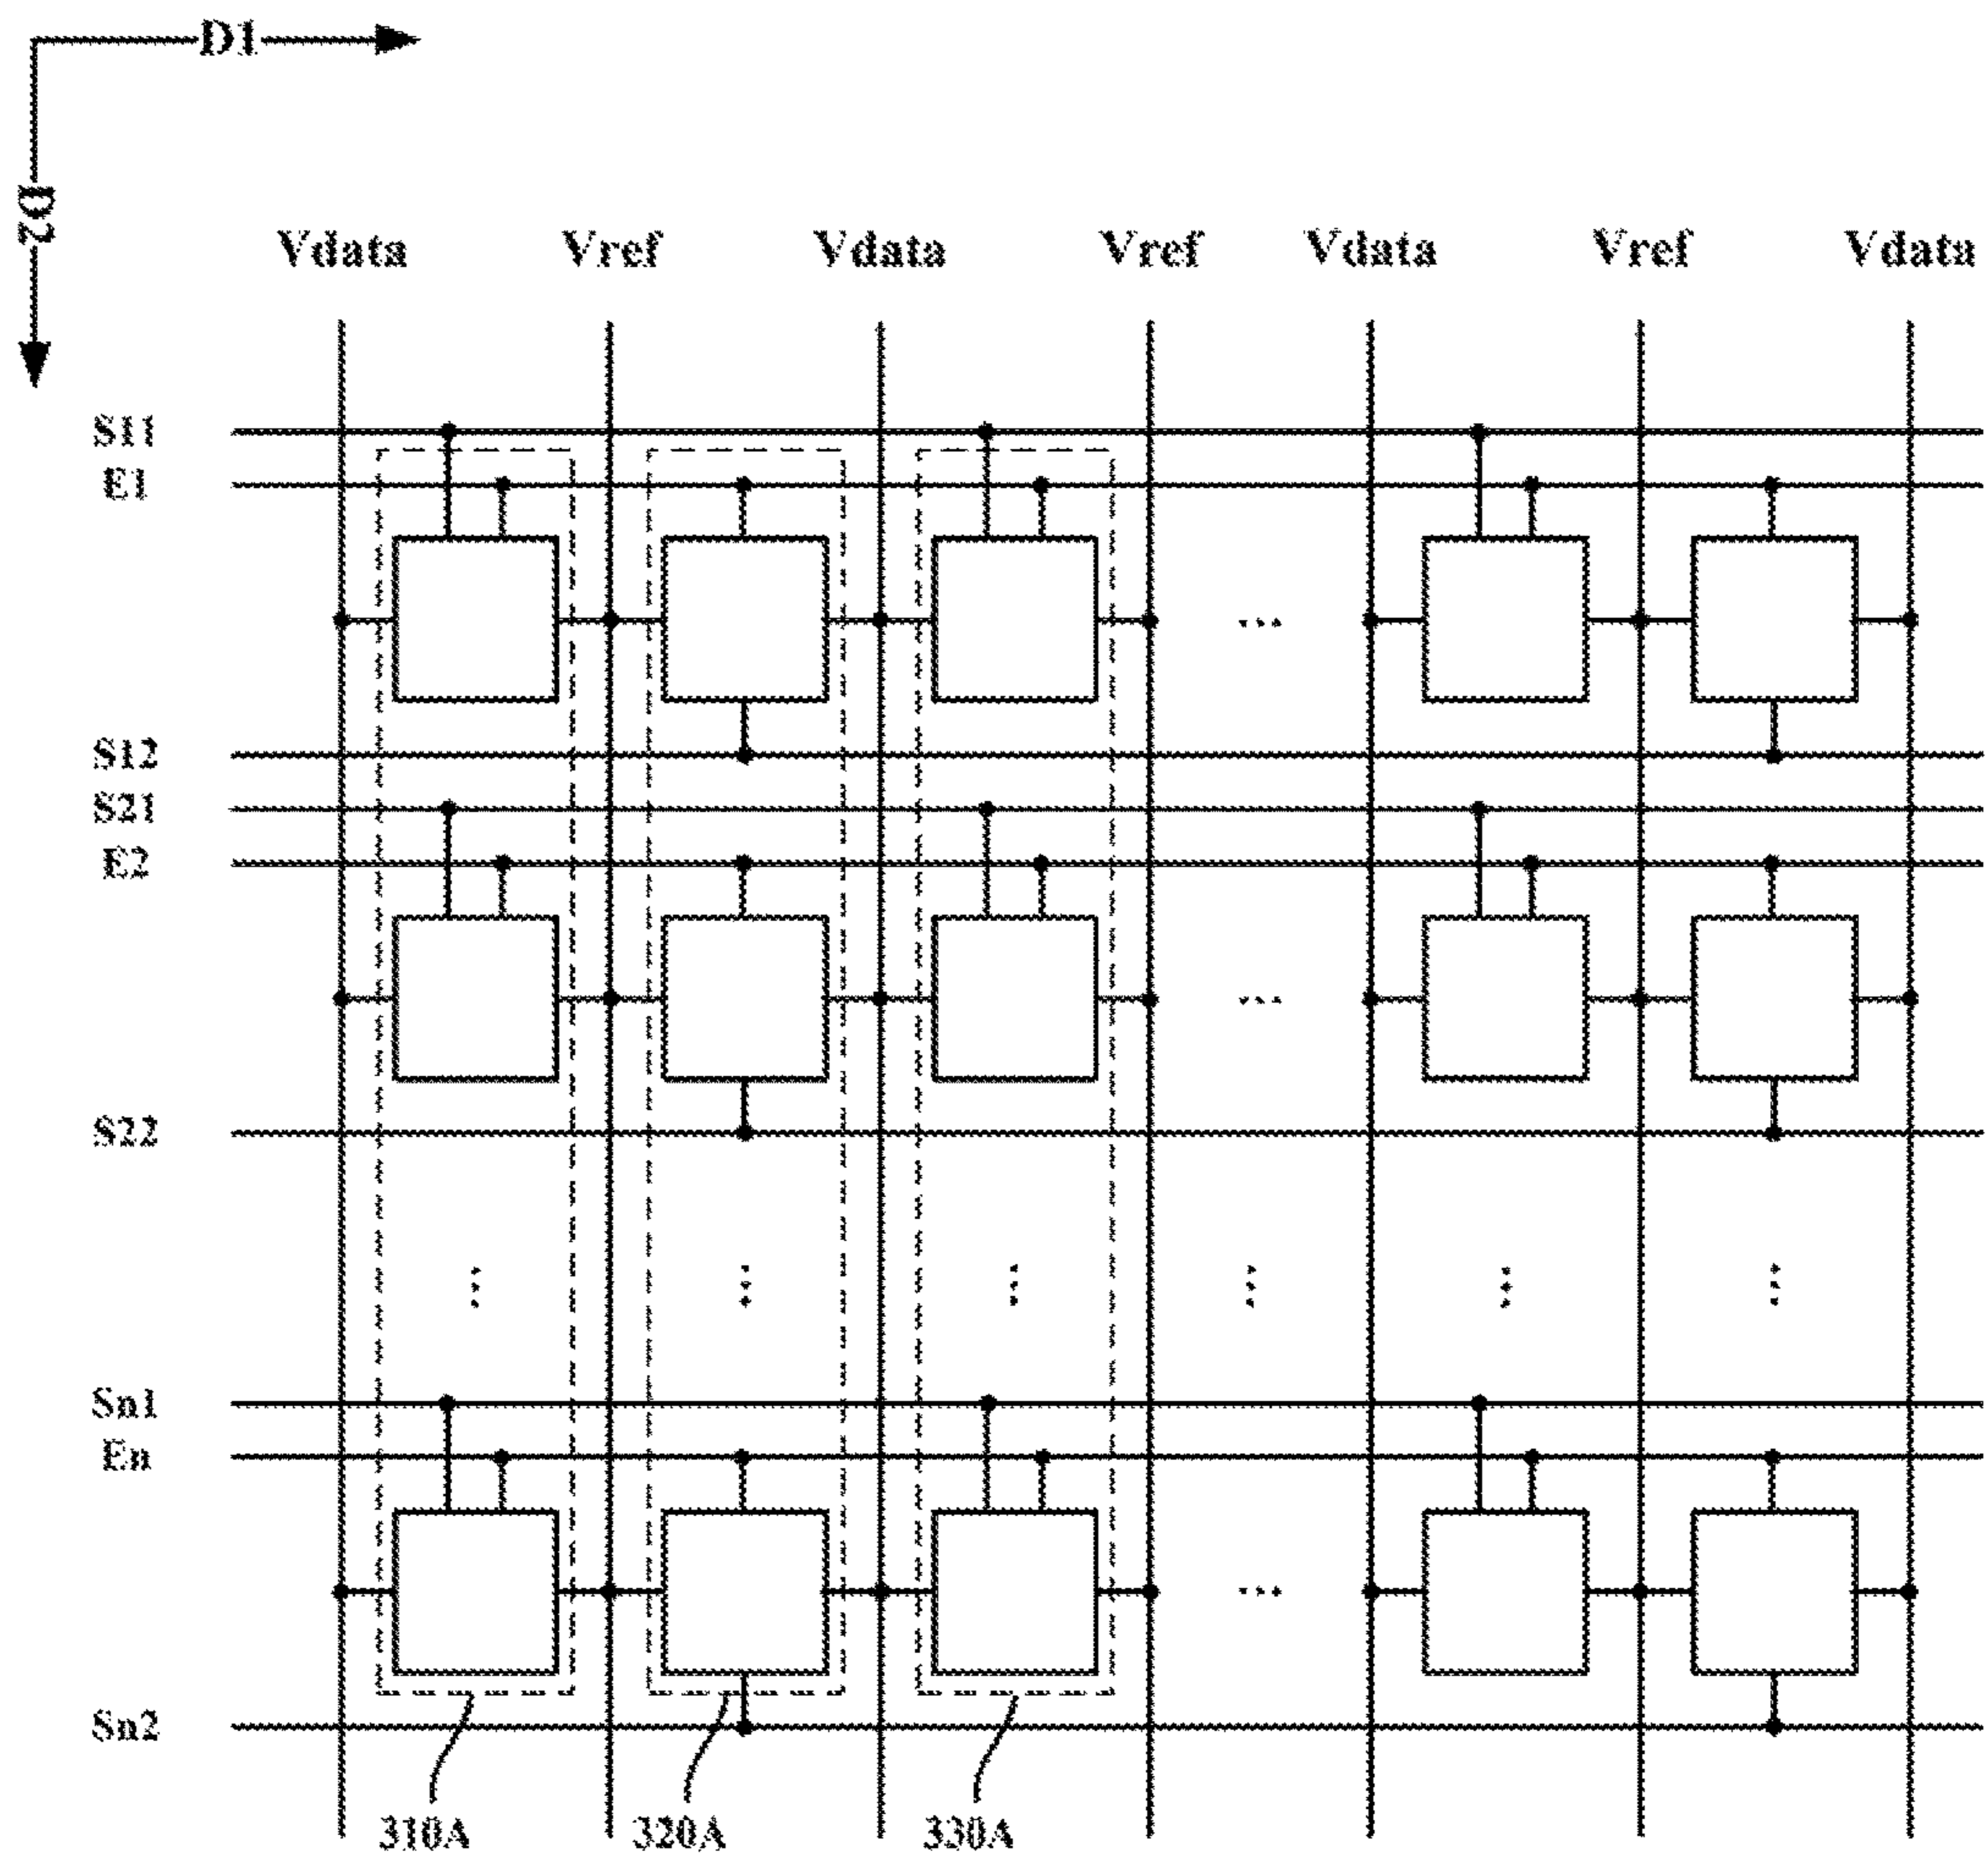 D1
D2
Vdata Vref Vdata Vref Vdata Vref Vdata
S11
E1
...
S12
S21
E2
...
S22
... ... ... ... ... ...
Sn1
En
...
Sn2
310A 320A 330A